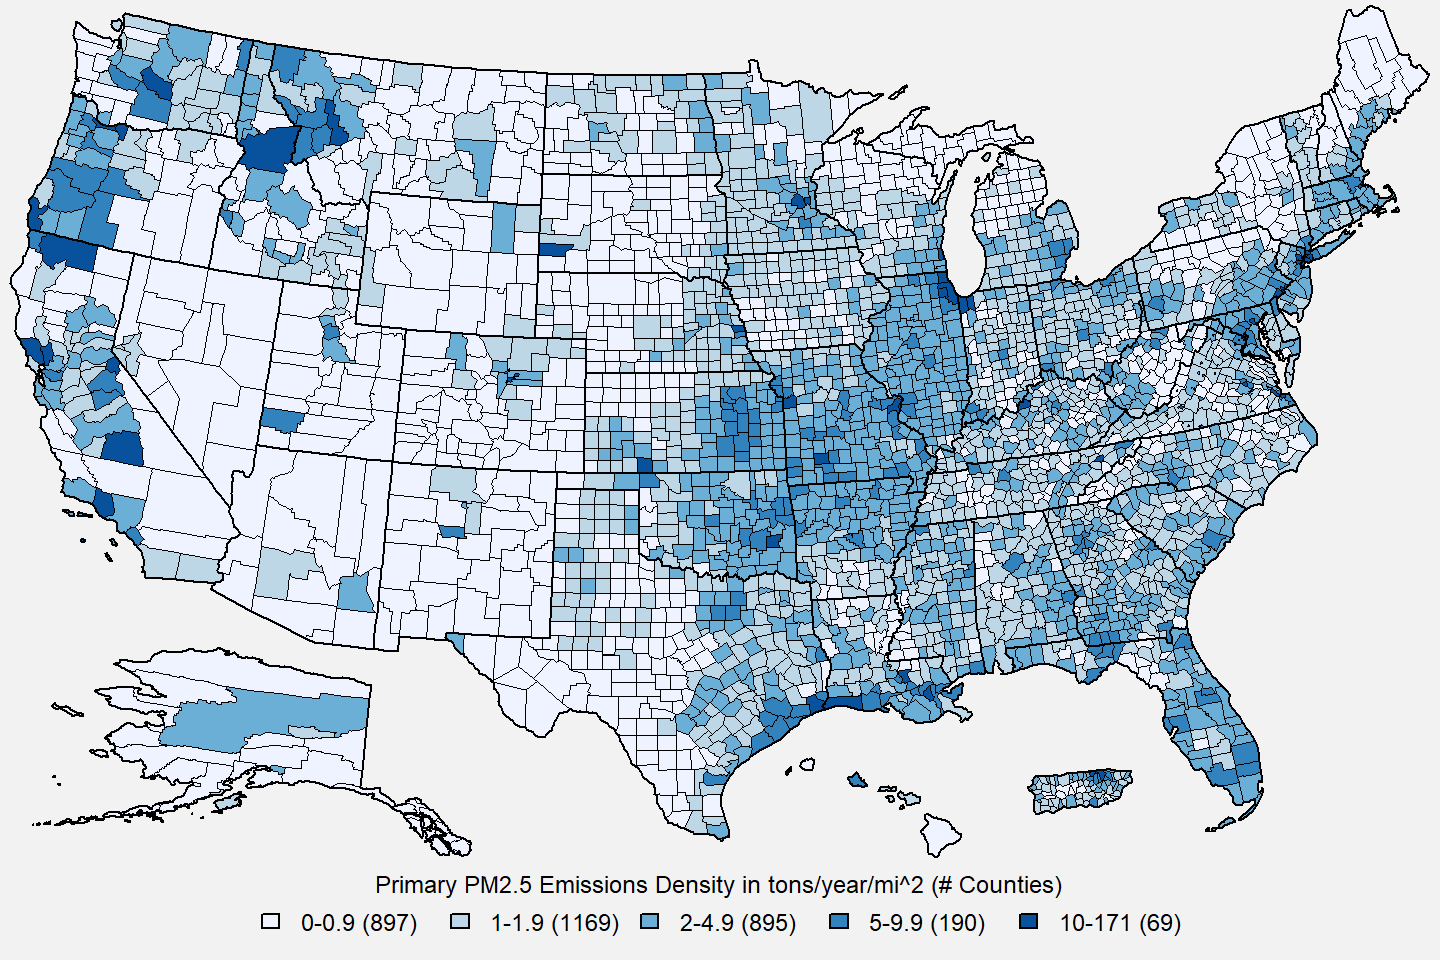 Primary PM2.5 Emissions Density in tons/year/mi^2 (# Counties)
0-0.9 (897) 1-1.9 (1169) 2-4.9 (895) 5-9.9 (190) 10-171 (69)